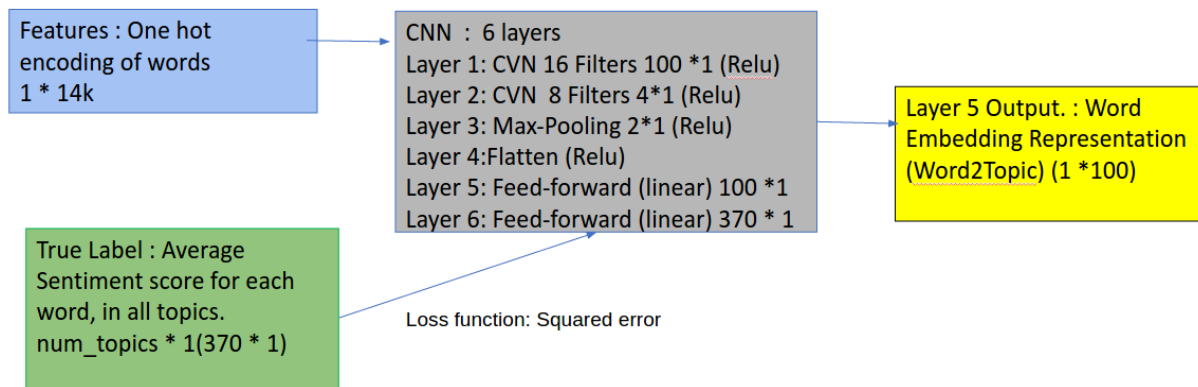 Features : One hot
encoding of words
1 * 14k
CNN  :  6 layers
Layer 1: CVN 16 Filters 100 *1 (Relu)
Layer 2: CVN  8 Filters 4*1 (Relu)
Layer 3: Max-Pooling 2*1 (Relu)
Layer 4:Flatten (Relu)
Layer 5: Feed-forward (linear) 100 *1
Layer 6: Feed-forward (linear) 370 * 1
Layer 5 Output. : Word
Embedding Representation
(Word2Topic) (1 *100)
True Label : Average
Sentiment score for each
word, in all topics.
num_topics * 1(370 * 1)
Loss function: Squared error